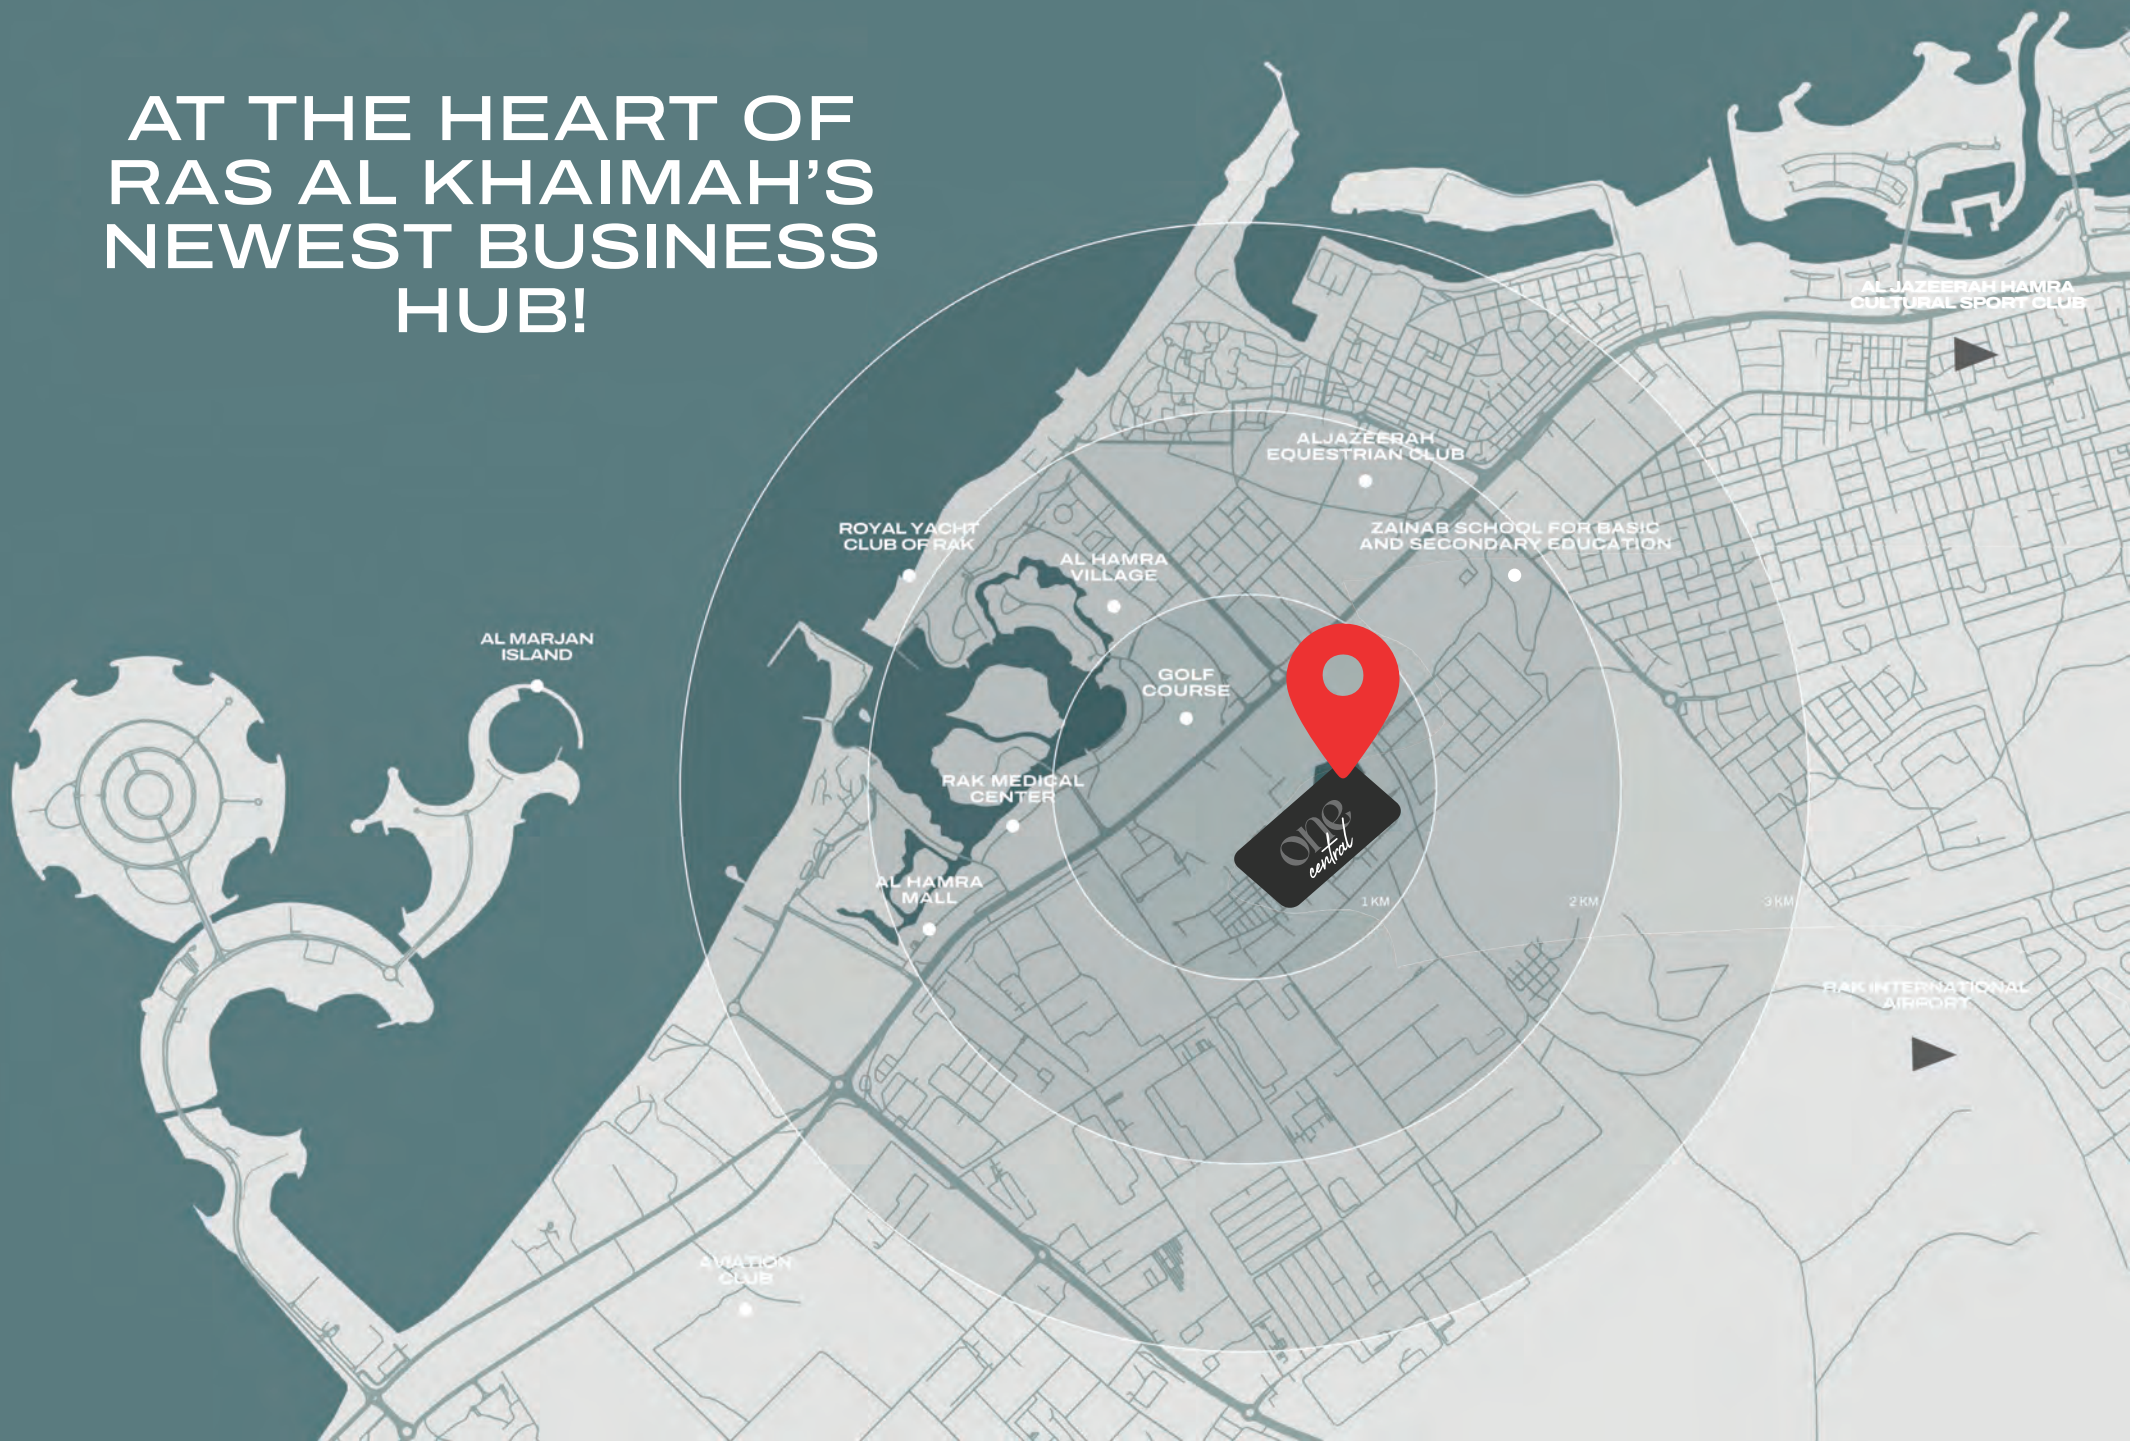 AT THE HEART OF
RAS AL KHAIMAH'S
NEWEST BUSINESS
HUB!
AL JAZEERAH HAMRA
CULTURAL SPORT CLUB
ALJAZEERAH
EQUESTRIAN CLUB
ROYAL YACHT
CLUB OF RAK
ZAINAB SCHOOL FOR BASIC
AND SECONDARY EDUCATION
AL HAMRA
VILLAGE
AL MARJAN
ISLAND
GOLF
COURSE
RAK MEDICAL
CENTER
one
central
AL HAMRA
MALL
1 KM
2 KM
3 KM
RAK INTERNATIONAL
AIRPORT
AVIATION
CLUB